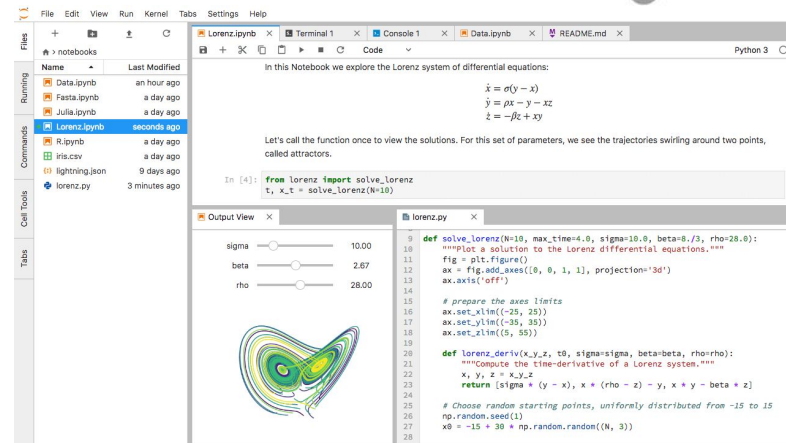 File Edit View Run Kernel Tabs Settings Help
Files
Running
Commands
Cell Tools
Tabs
> notebooks
Name Last Modified
Data.ipynb an hour ago
Fasta.ipynb a day ago
Julia.ipynb a day ago
Lorenz.ipynb seconds ago
R.ipynb a day ago
iris.csv a day ago
lightning.json 9 days ago
lorenz.py 3 minutes ago
Lorenz.ipynb × Terminal 1 × Console 1 × Data.ipynb × README.md ×
Code Python 3
In this Notebook we explore the Lorenz system of differential equations:
ẋ = σ(y − x)
ẏ = ρx − y − xz
ż = −βz + xy
Let's call the function once to view the solutions. For this set of parameters, we see the trajectories swirling around two points,
called attractors.
In [4]: from lorenz import solve_lorenz
t, x_t = solve_lorenz(N=10)
Output View ×
sigma 10.00
beta 2.67
rho 28.00
lorenz.py ×
9 def solve_lorenz(N=10, max_time=4.0, sigma=10.0, beta=8./3, rho=28.0):
10 """Plot a solution to the Lorenz differential equations."""
11 fig = plt.figure()
12 ax = fig.add_axes([0, 0, 1, 1], projection='3d')
13 ax.axis('off')
14
15 # prepare the axes limits
16 ax.set_xlim((-25, 25))
17 ax.set_ylim((-35, 35))
18 ax.set_zlim((5, 55))
19
20 def lorenz_deriv(x_y_z, t0, sigma=sigma, beta=beta, rho=rho):
21 """Compute the time-derivative of a Lorenz system."""
22 x, y, z = x_y_z
23 return [sigma * (y - x), x * (rho - z) - y, x * y - beta * z]
24
25 # Choose random starting points, uniformly distributed from -15 to 15
26 np.random.seed(1)
27 x0 = -15 + 30 * np.random.random((N, 3))
28